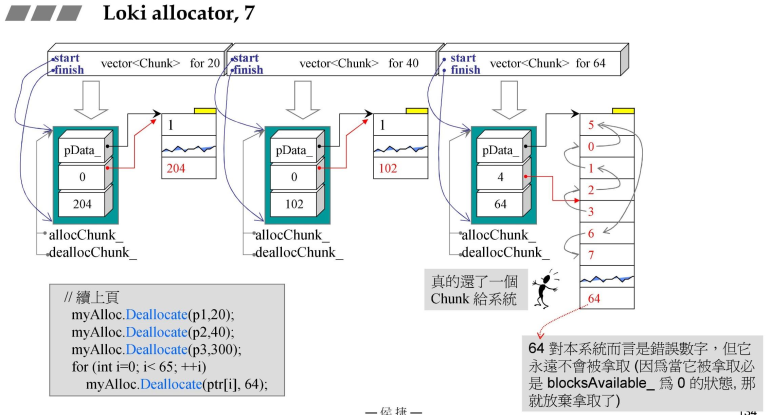 Loki allocator, 7
start
finish
vector<Chunk> for 20
start
finish
vector<Chunk> for 40
start
finish
vector<Chunk> for 64
pData_
0
204
1
204
allocChunk_
deallocChunk_
pData_
0
102
1
102
allocChunk_
deallocChunk_
pData_
4
64
5
0
1
2
3
6
7
64
allocChunk_
deallocChunk_
真的還了一個
Chunk 給系統
// 續上頁
myAlloc.Deallocate(p1,20);
myAlloc.Deallocate(p2,40);
myAlloc.Deallocate(p3,300);
for (int i=0; i< 65; ++i)
myAlloc.Deallocate(ptr[i], 64);
64 對本系統而言是錯誤數字，但它
永遠不會被拿取 (因爲當它被拿取必
是 blocksAvailable_ 爲 0 的狀態, 那
就放棄拿取了)
— 侯捷 —